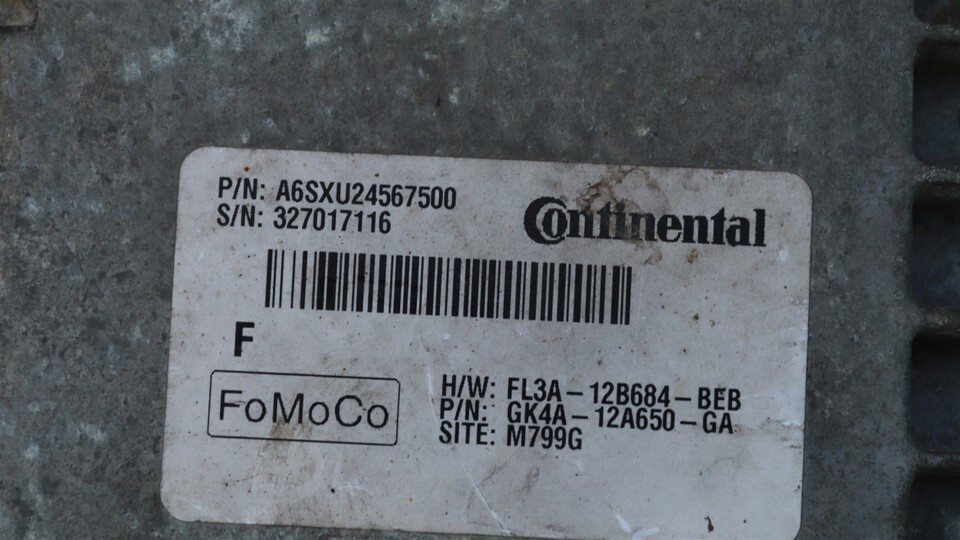 P/N: A6SXU24567500
S/N: 327017116
Continental
F
FoMoCo
H/W: FL3A-12B684-BEB
P/N: GK4A-12A650-GA
SITE: M799G